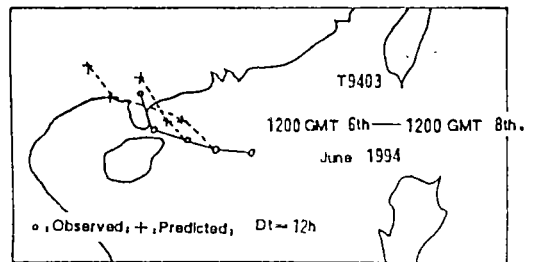 T9403
1200 GMT 6th — 1200 GMT 8th.
June 1994
o , Observed; + , Predicted, Dt = 12h